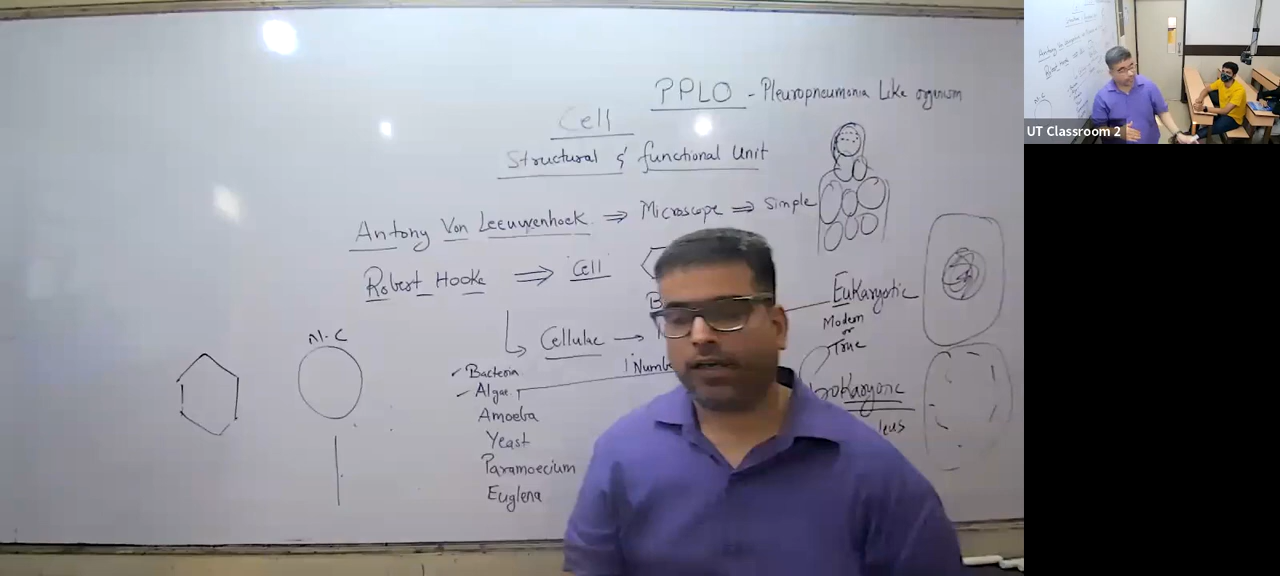 PPLO - Pleuropneumonia Like organism
Cell
Structural & functional Unit
Antony Von Leeuwenhoek ⇒ Microscope ⇒ Simple
Robert Hooke ⇒ 'Cell'
Eukaryotic
Modern
or
True
N.C
Cellular →
Bacteria
Algae
Amoeba
Yeast
Paramoecium
Euglena
UT Classroom 2